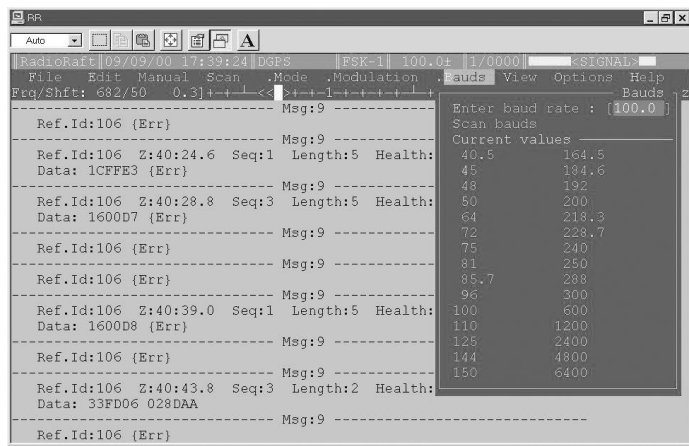 RR
Auto
A
RadioRaft 09/09/00 17:39:24 DGPS FSK-1 100.0± 1/0000 <SIGNAL>
File Edit Manual Scan .Mode .Modulation .Bauds View Options Help
Frq/Shft: 682/50 0.3]+-+-┴-<< >+-+-1-+-+-+-┴-+
Bauds z
Enter baud rate : [100.0 ]
Scan bauds
Current values
40.5 164.5
45 184.6
48 192
50 200
64 218.3
72 228.7
75 240
81 250
85.7 288
96 300
100 600
110 1200
125 2400
144 4800
150 6400
Msg:9
Ref.Id:106 {Err}
Msg:9
Ref.Id:106 Z:40:24.6 Seq:1 Length:5 Health:
Data: 1CFFE3 {Err}
Msg:9
Ref.Id:106 Z:40:28.8 Seq:3 Length:5 Health:
Data: 1600D7 {Err}
Msg:9
Ref.Id:106 {Err}
Msg:9
Ref.Id:106 {Err}
Msg:9
Ref.Id:106 Z:40:39.0 Seq:1 Length:5 Health:
Data: 1600D8 {Err}
Msg:9
Ref.Id:106 {Err}
Msg:9
Ref.Id:106 Z:40:43.8 Seq:3 Length:2 Health:
Data: 33FD06 028DAA
Msg:9
Ref.Id:106 {Err}